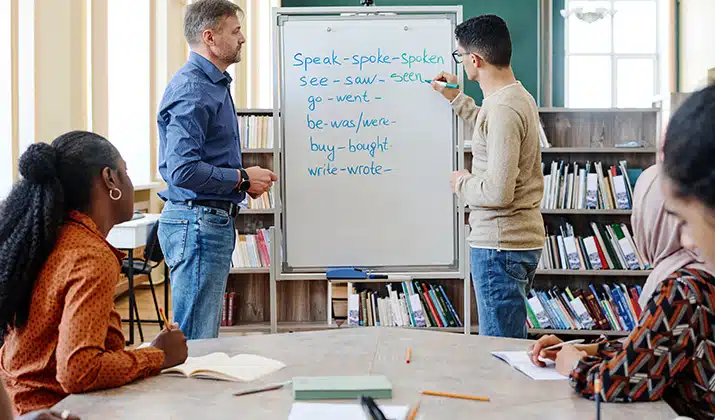 Speak-spoke-Spoken
see-saw-seen
go-went-
be-was/were-
buy-bought-
write-wrote-